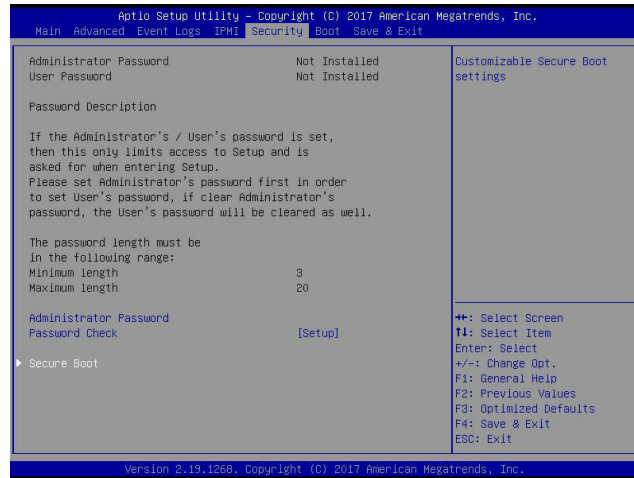 Aptio Setup Utility – Copyright (C) 2017 American Megatrends, Inc.
Main Advanced Event Logs IPMI Security Boot Save & Exit
Administrator Password Not Installed
User Password Not Installed
Password Description
If the Administrator's / User's password is set,
then this only limits access to Setup and is
asked for when entering Setup.
Please set Administrator's password first in order
to set User's password, if clear Administrator's
password, the User's password will be cleared as well.
The password length must be
in the following range:
Minimum length 3
Maximum length 20
Administrator Password
Password Check [Setup]
Secure Boot
Customizable Secure Boot
settings
→←: Select Screen
↑↓: Select Item
Enter: Select
+/-: Change Opt.
F1: General Help
F2: Previous Values
F3: Optimized Defaults
F4: Save & Exit
ESC: Exit
Version 2.19.1268. Copyright (C) 2017 American Megatrends, Inc.